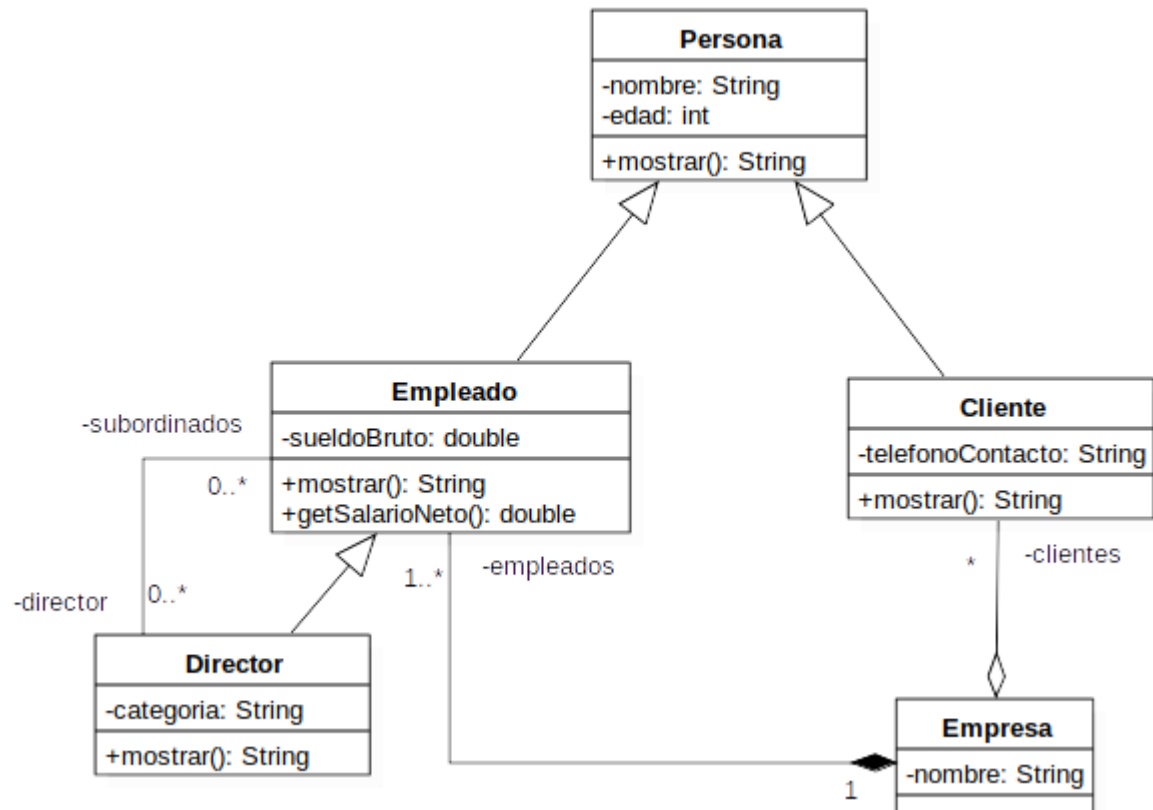 Persona
-nombre: String
-edad: int
+mostrar(): String
Empleado
-sueldoBruto: double
+mostrar(): String
+getSalarioNeto(): double
Cliente
-telefonoContacto: String
+mostrar(): String
-subordinados
0..*
-director
0..*
1..*
-empleados
*
-clientes
Director
-categoria: String
+mostrar(): String
Empresa
-nombre: String
1